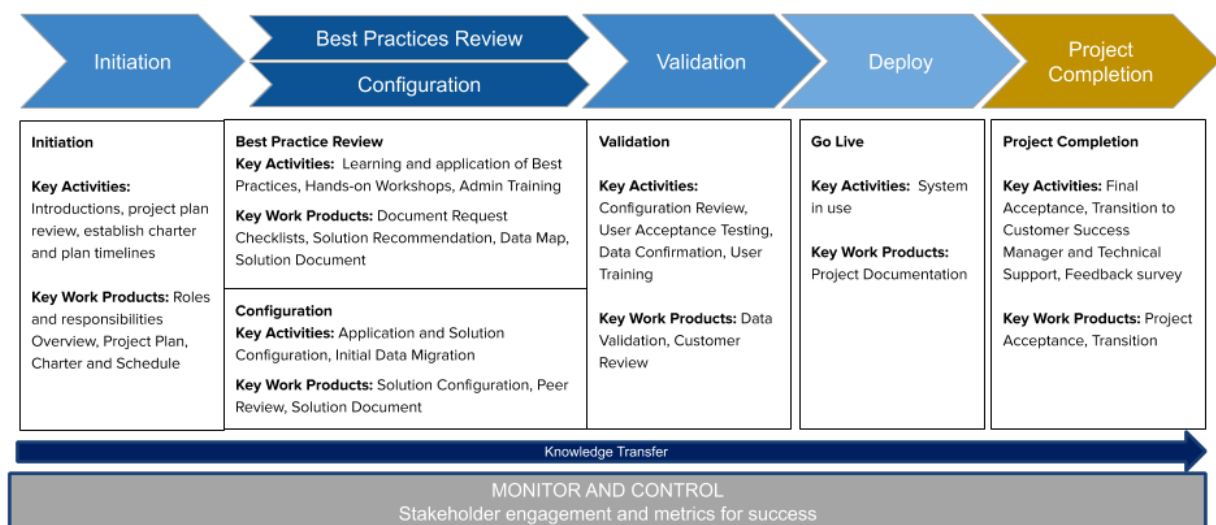 Initiation
Best Practices Review
Configuration
Validation
Deploy
Project
Completion
Initiation
Key Activities:
Introductions, project plan
review, establish charter
and plan timelines
Key Work Products: Roles
and responsibilities
Overview, Project Plan,
Charter and Schedule
Best Practice Review
Key Activities: Learning and application of Best
Practices, Hands-on Workshops, Admin Training
Key Work Products: Document Request
Checklists, Solution Recommendation, Data Map,
Solution Document
Configuration
Key Activities: Application and Solution
Configuration, Initial Data Migration
Key Work Products: Solution Configuration, Peer
Review, Solution Document
Validation
Key Activities:
Configuration Review,
User Acceptance Testing,
Data Confirmation, User
Training
Key Work Products: Data
Validation, Customer
Review
Go Live
Key Activities: System
in use
Key Work Products:
Project Documentation
Project Completion
Key Activities: Final
Acceptance, Transition to
Customer Success
Manager and Technical
Support, Feedback survey
Key Work Products: Project
Acceptance, Transition
Knowledge Transfer
MONITOR AND CONTROL
Stakeholder engagement and metrics for success